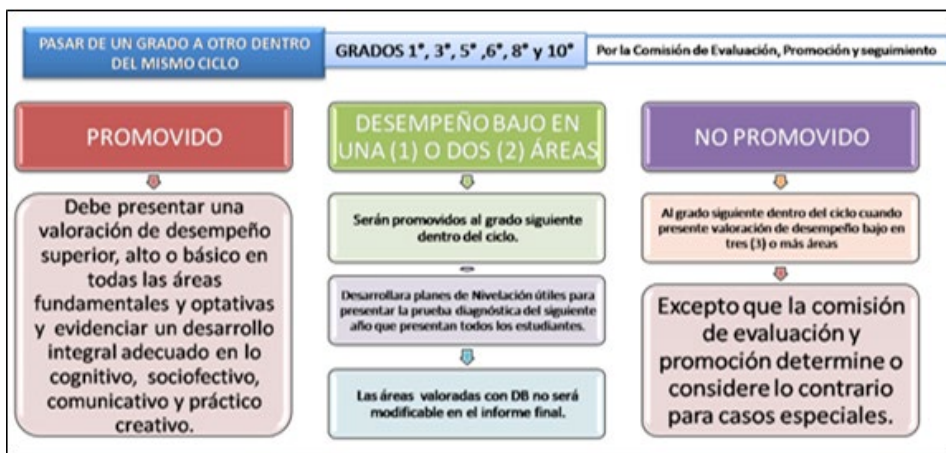 PASAR DE UN GRADO A OTRO DENTRO
DEL MISMO CICLO
GRADOS 1°, 3°, 5° ,6°, 8° y 10°
Por la Comisión de Evaluación, Promoción y seguimiento
PROMOVIDO
Debe presentar una
valoración de desempeño
superior, alto o básico en
todas las áreas
fundamentales y optativas
y evidenciar un desarrollo
integral adecuado en lo
cognitivo, sociofectivo,
comunicativo y práctico
creativo.
DESEMPEÑO BAJO EN
UNA (1) O DOS (2) ÁREAS
Serán promovidos al grado siguiente
dentro del ciclo.
Desarrollara planes de Nivelación útiles para
presentar la prueba diagnóstica del siguiente
año que presentan todos los estudiantes.
Las áreas valoradas con DB no será
modificable en el informe final.
NO PROMOVIDO
Al grado siguiente dentro del ciclo cuando
presente valoración de desempeño bajo en
tres (3) o más áreas
Excepto que la comisión
de evaluación y
promoción determine o
considere lo contrario
para casos especiales.